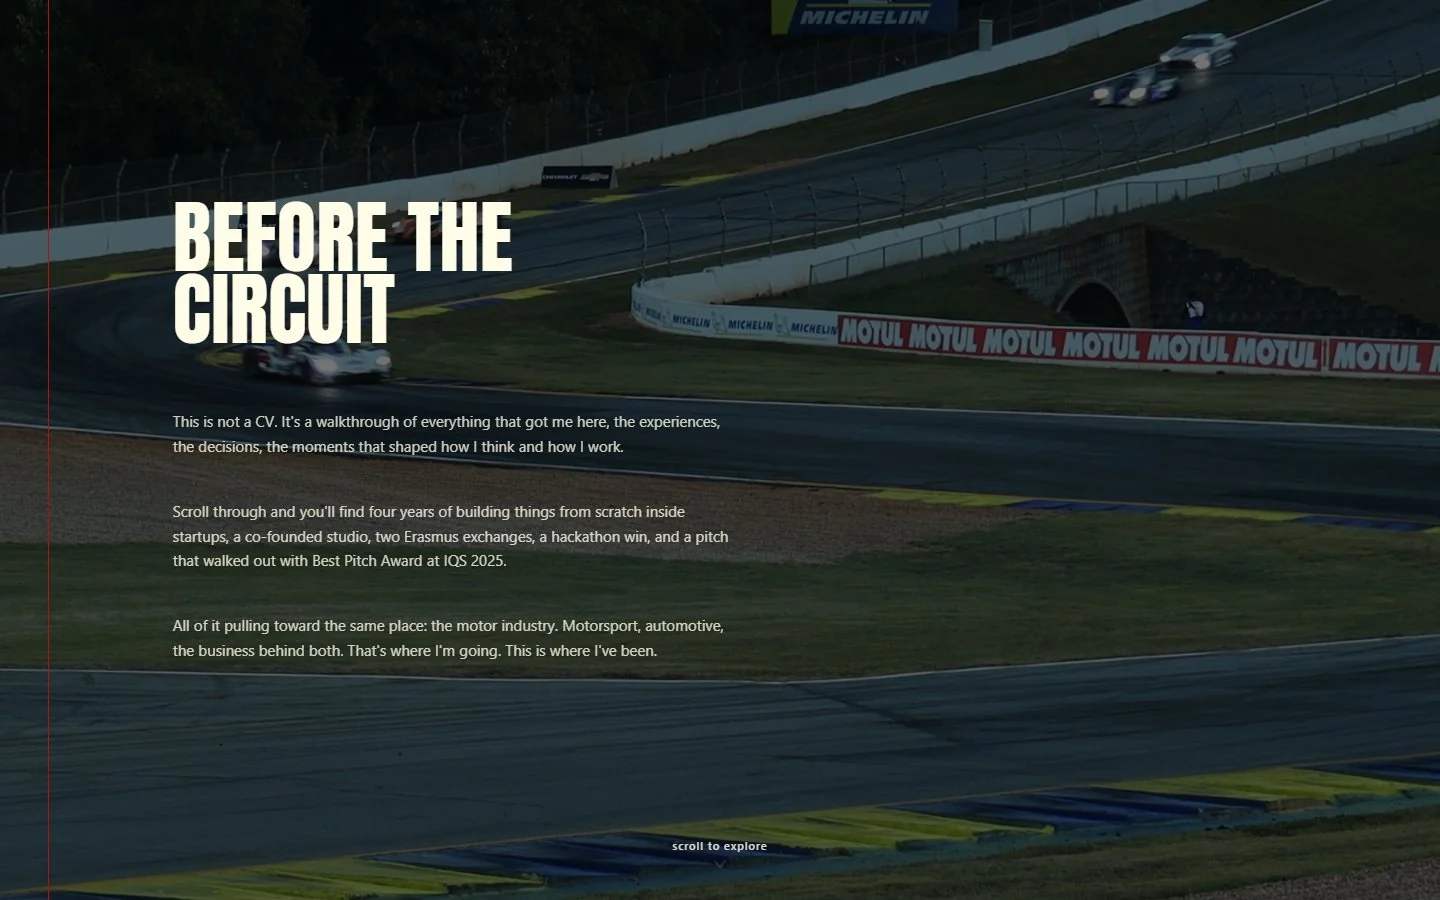 MICHELIN
CHEVROLET
BEFORE THE
CIRCUIT
MICHELIN MICHELIN MICHELIN MOTUL MOTUL MOTUL MOTUL MOTUL MOTUL MOTUL MOTUL
This is not a CV. It's a walkthrough of everything that got me here, the experiences,
the decisions, the moments that shaped how I think and how I work.
Scroll through and you'll find four years of building things from scratch inside
startups, a co-founded studio, two Erasmus exchanges, a hackathon win, and a pitch
that walked out with Best Pitch Award at IQS 2025.
All of it pulling toward the same place: the motor industry. Motorsport, automotive,
the business behind both. That's where I'm going. This is where I've been.
scroll to explore